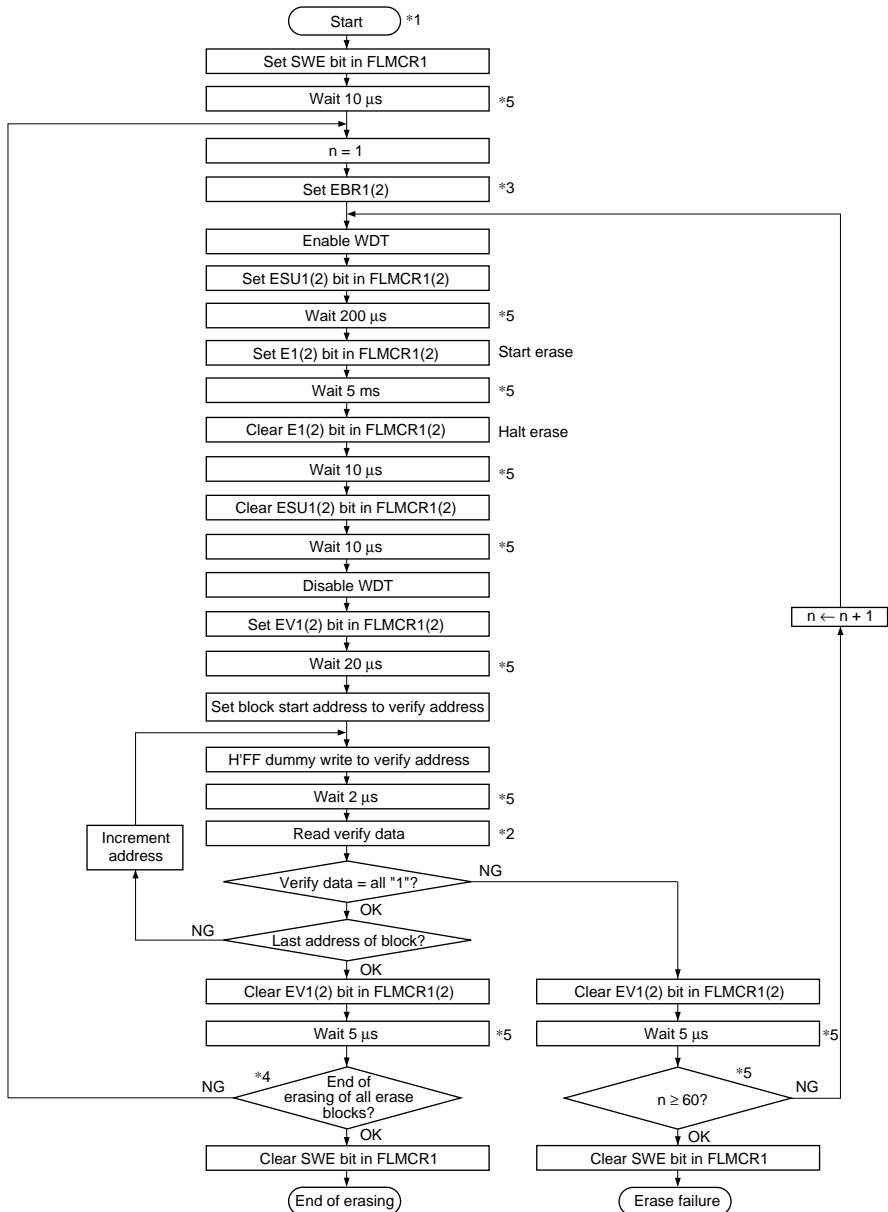 Start *1
Set SWE bit in FLMCR1
Wait 10 µs *5
n = 1
Set EBR1(2) *3
Enable WDT
Set ESU1(2) bit in FLMCR1(2)
Wait 200 µs *5
Set E1(2) bit in FLMCR1(2) Start erase
Wait 5 ms *5
Clear E1(2) bit in FLMCR1(2) Halt erase
Wait 10 µs *5
Clear ESU1(2) bit in FLMCR1(2)
Wait 10 µs *5
Disable WDT
Set EV1(2) bit in FLMCR1(2)
n ← n + 1
Wait 20 µs *5
Set block start address to verify address
H'FF dummy write to verify address
Wait 2 µs *5
Read verify data *2
Increment
address
Verify data = all "1"? NG
OK
NG Last address of block?
OK
Clear EV1(2) bit in FLMCR1(2)
Wait 5 µs *5
NG *4
End of
erasing of all erase
blocks?
OK
Clear SWE bit in FLMCR1
End of erasing
Clear EV1(2) bit in FLMCR1(2)
Wait 5 µs *5
*5
n ≥ 60? NG
OK
Clear SWE bit in FLMCR1
Erase failure